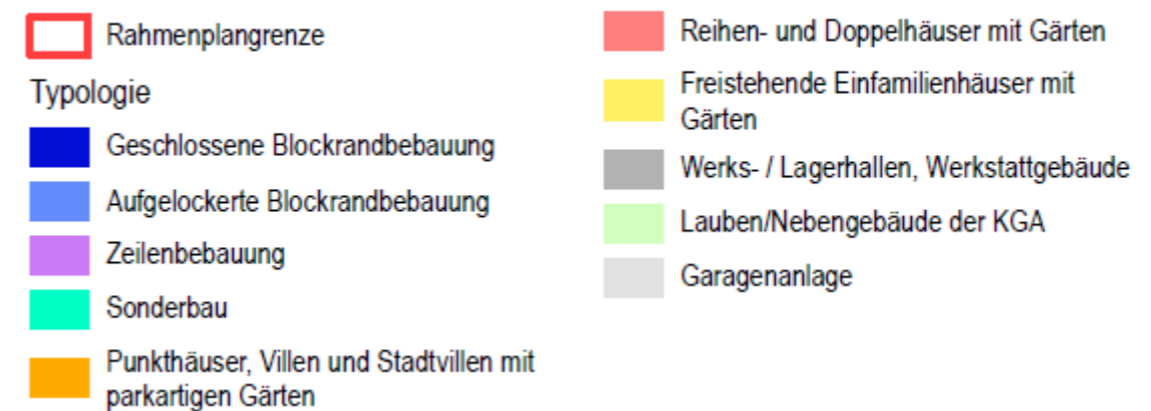 Rahmenplangrenze
Typologie
Geschlossene Blockrandbebauung
Aufgelockerte Blockrandbebauung
Zeilenbebauung
Sonderbau
Punkthäuser, Villen und Stadtvillen mit
parkartigen Gärten
Reihen- und Doppelhäuser mit Gärten
Freistehende Einfamilienhäuser mit
Gärten
Werks- / Lagerhallen, Werkstattgebäude
Lauben/Nebengebäude der KGA
Garagenanlage